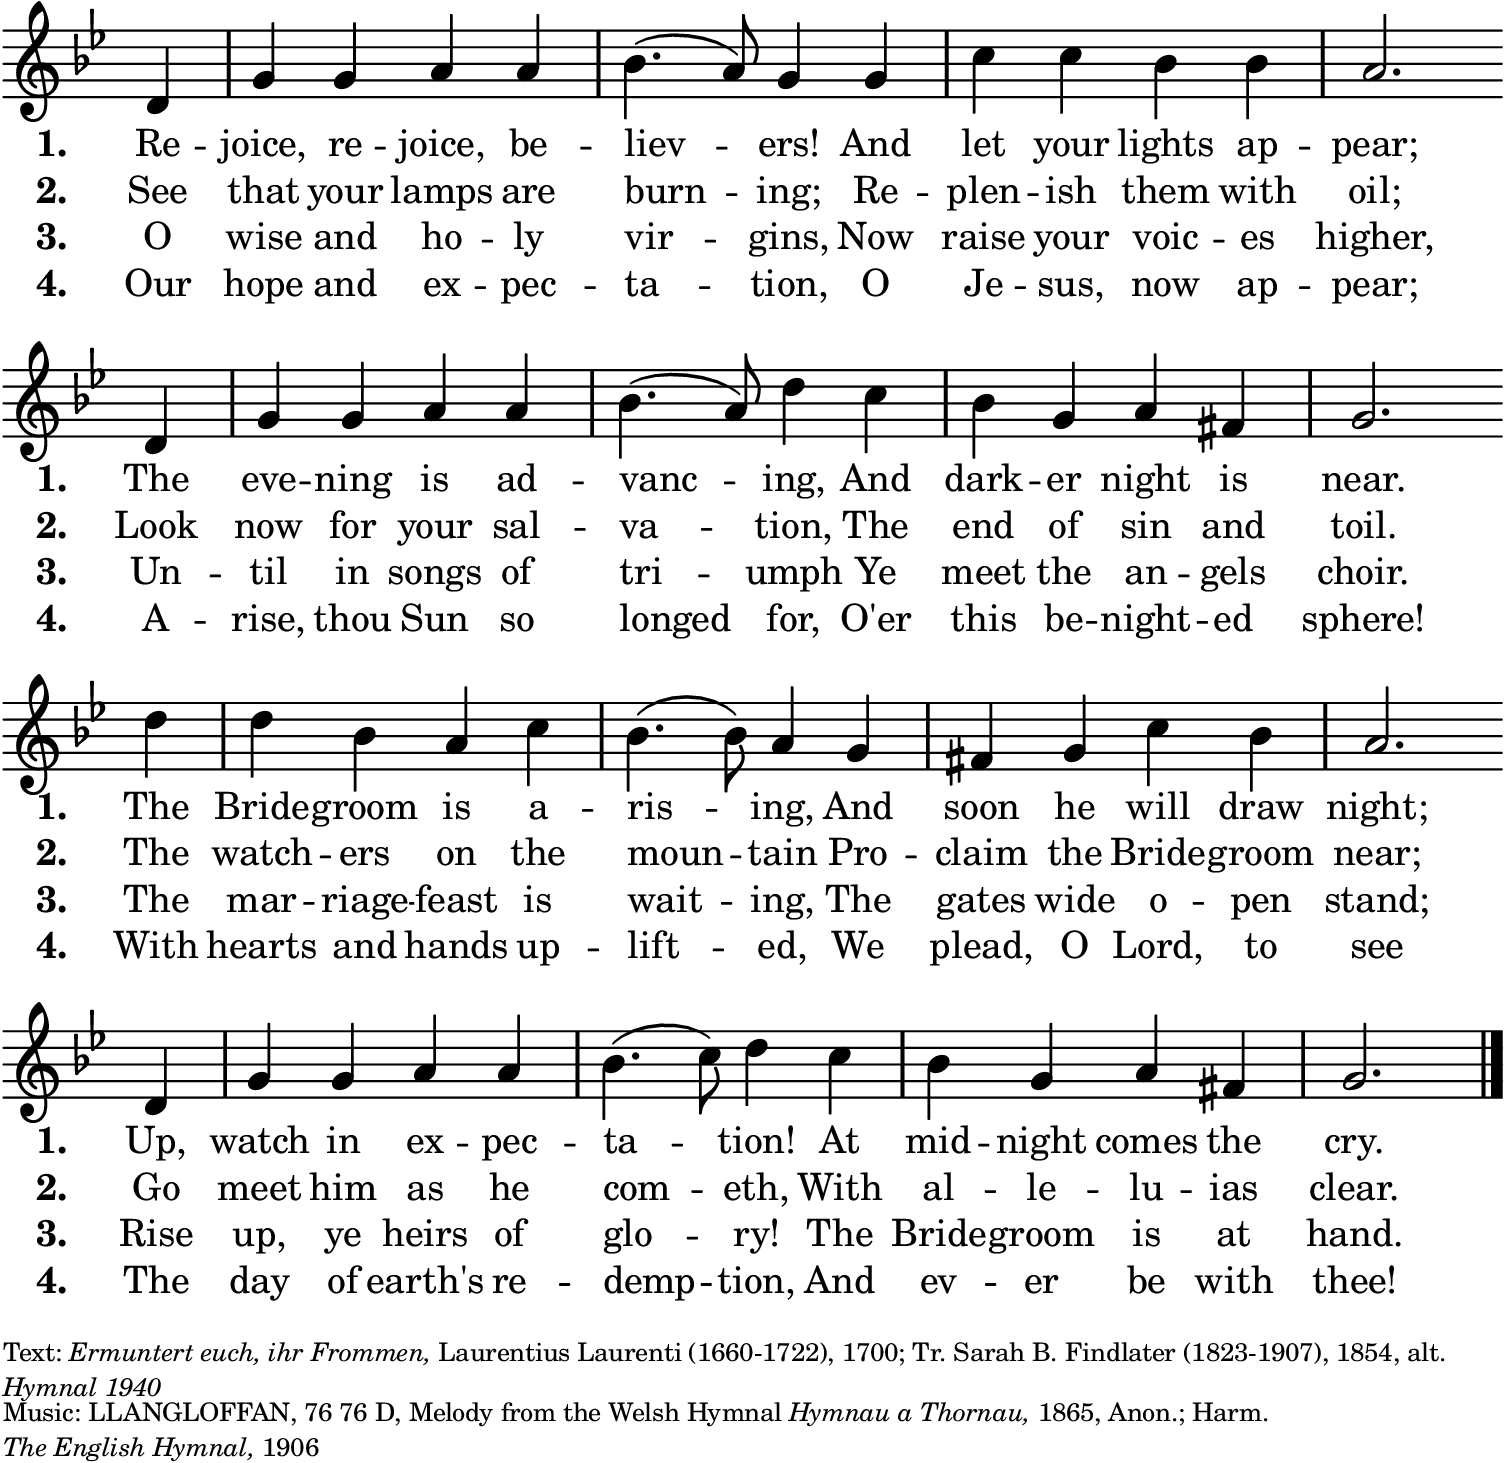 1. Re -- joice, re -- joice, be -- liev -- ers! And let your lights ap -- pear;
2. See that your lamps are burn -- ing; Re -- plen -- ish them with oil;
3. O wise and ho -- ly vir -- gins, Now raise your voic -- es higher,
4. Our hope and ex -- pec -- ta -- tion, O Je -- sus, now ap -- pear;
1. The eve -- ning is ad -- vanc -- ing, And dark -- er night is near.
2. Look now for your sal -- va -- tion, The end of sin and toil.
3. Un -- til in songs of tri -- umph Ye meet the an -- gels choir.
4. A -- rise, thou Sun so longed for, O'er this be -- night -- ed sphere!
1. The Bridegroom is a -- ris -- ing, And soon he will draw night;
2. The watch -- ers on the moun -- tain Pro -- claim the Bridegroom near;
3. The mar -- riage -- feast is wait -- ing, The gates wide o -- pen stand;
4. With hearts and hands up -- lift -- ed, We plead, O Lord, to see
1. Up, watch in ex -- pec -- ta -- tion! At mid -- night comes the cry.
2. Go meet him as he com -- eth, With al -- le -- lu -- ias clear.
3. Rise up, ye heirs of glo -- ry! The Bridegroom is at hand.
4. The day of earth's re -- demp -- tion, And ev -- er be with thee!
Text: Ermuntert euch, ihr Frommen, Laurentius Laurenti (1660-1722), 1700; Tr. Sarah B. Findlater (1823-1907), 1854, alt.
Hymnal 1940
Music: LLANGLOFFAN, 76 76 D, Melody from the Welsh Hymnal Hymnau a Thornau, 1865, Anon.; Harm.
The English Hymnal, 1906